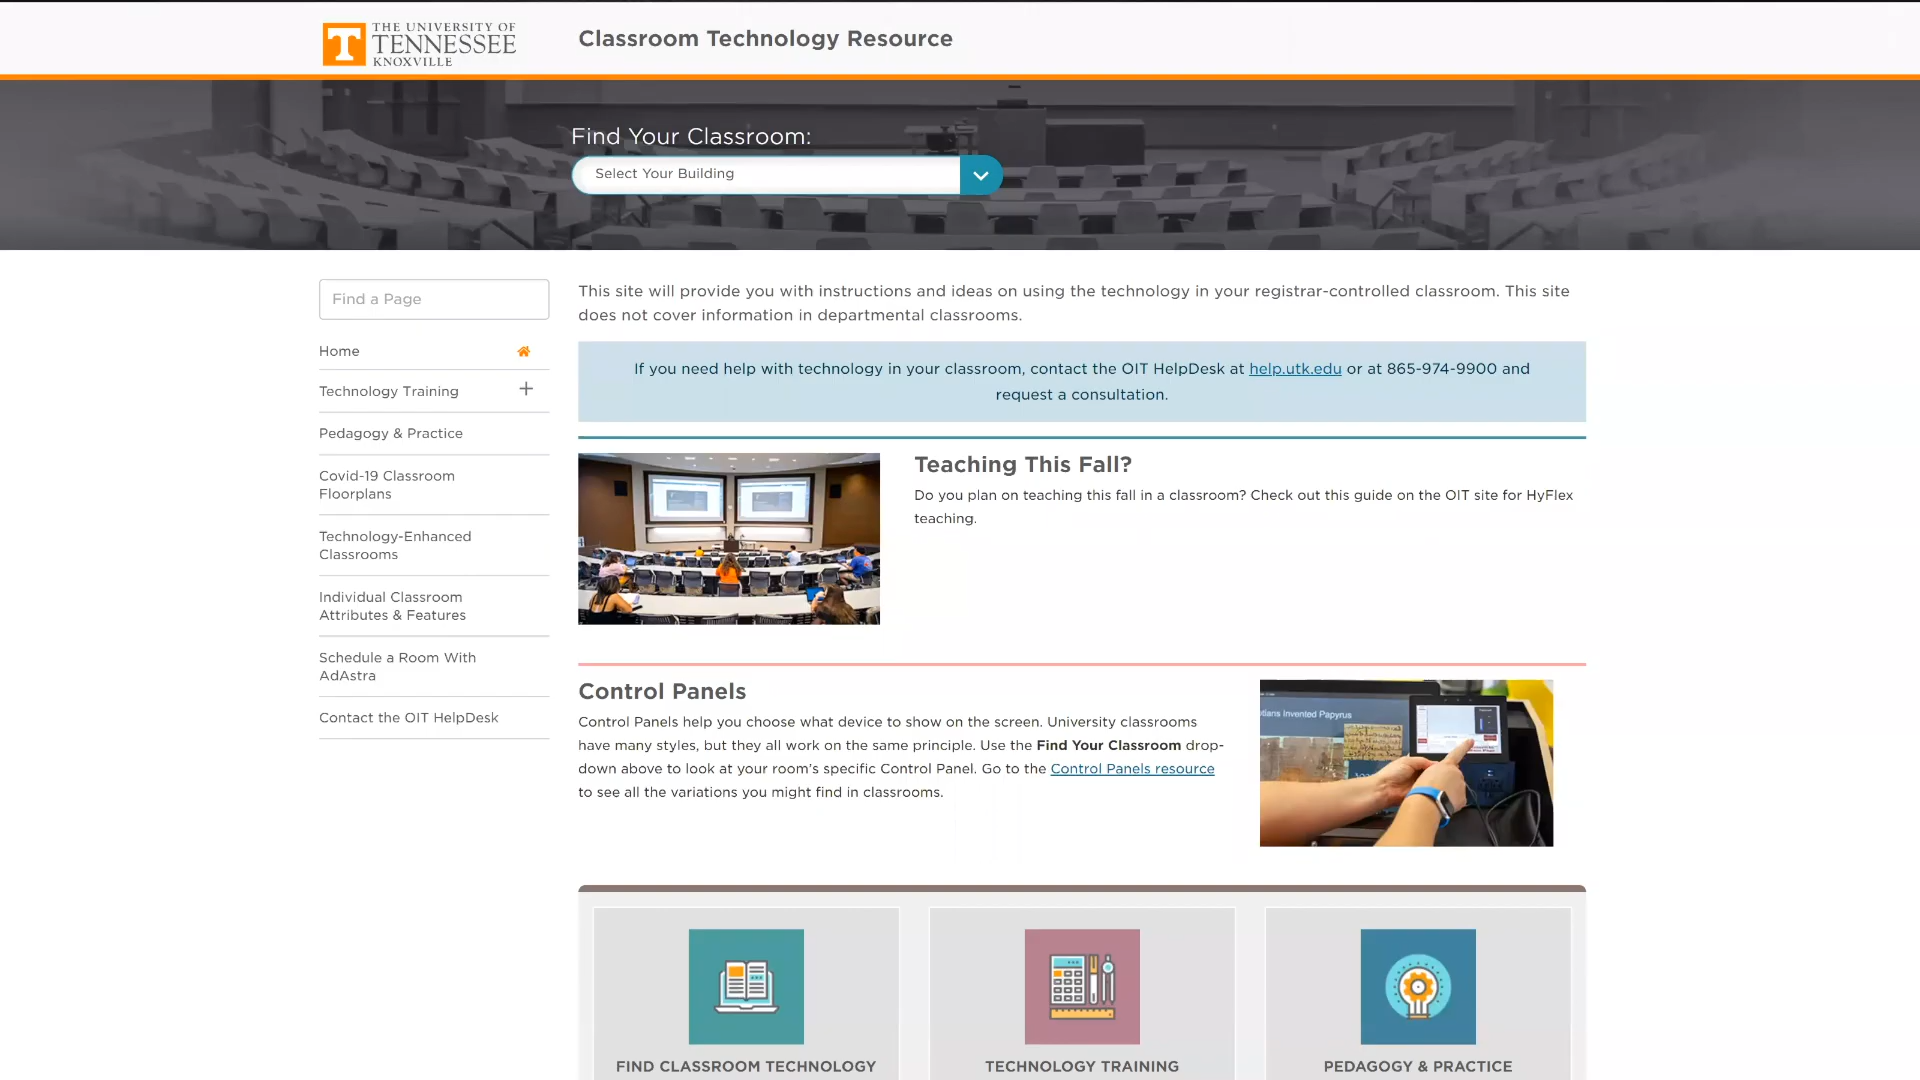 THE UNIVERSITY OF
TENNESSEE
KNOXVILLE
Classroom Technology Resource
Find Your Classroom:
Select Your Building
Find a Page
Home
Technology Training
Pedagogy & Practice
Covid-19 Classroom
Floorplans
Technology-Enhanced
Classrooms
Individual Classroom
Attributes & Features
Schedule a Room With
AdAstra
Contact the OIT HelpDesk
This site will provide you with instructions and ideas on using the technology in your registrar-controlled classroom. This site
does not cover information in departmental classrooms.
If you need help with technology in your classroom, contact the OIT HelpDesk at help.utk.edu or at 865-974-9900 and
request a consultation.
Teaching This Fall?
Do you plan on teaching this fall in a classroom? Check out this guide on the OIT site for HyFlex
teaching.
Control Panels
Control Panels help you choose what device to show on the screen. University classrooms
have many styles, but they all work on the same principle. Use the Find Your Classroom drop-
down above to look at your room's specific Control Panel. Go to the Control Panels resource
to see all the variations you might find in classrooms.
tians Invented Papyrus
FIND CLASSROOM TECHNOLOGY
TECHNOLOGY TRAINING
PEDAGOGY & PRACTICE